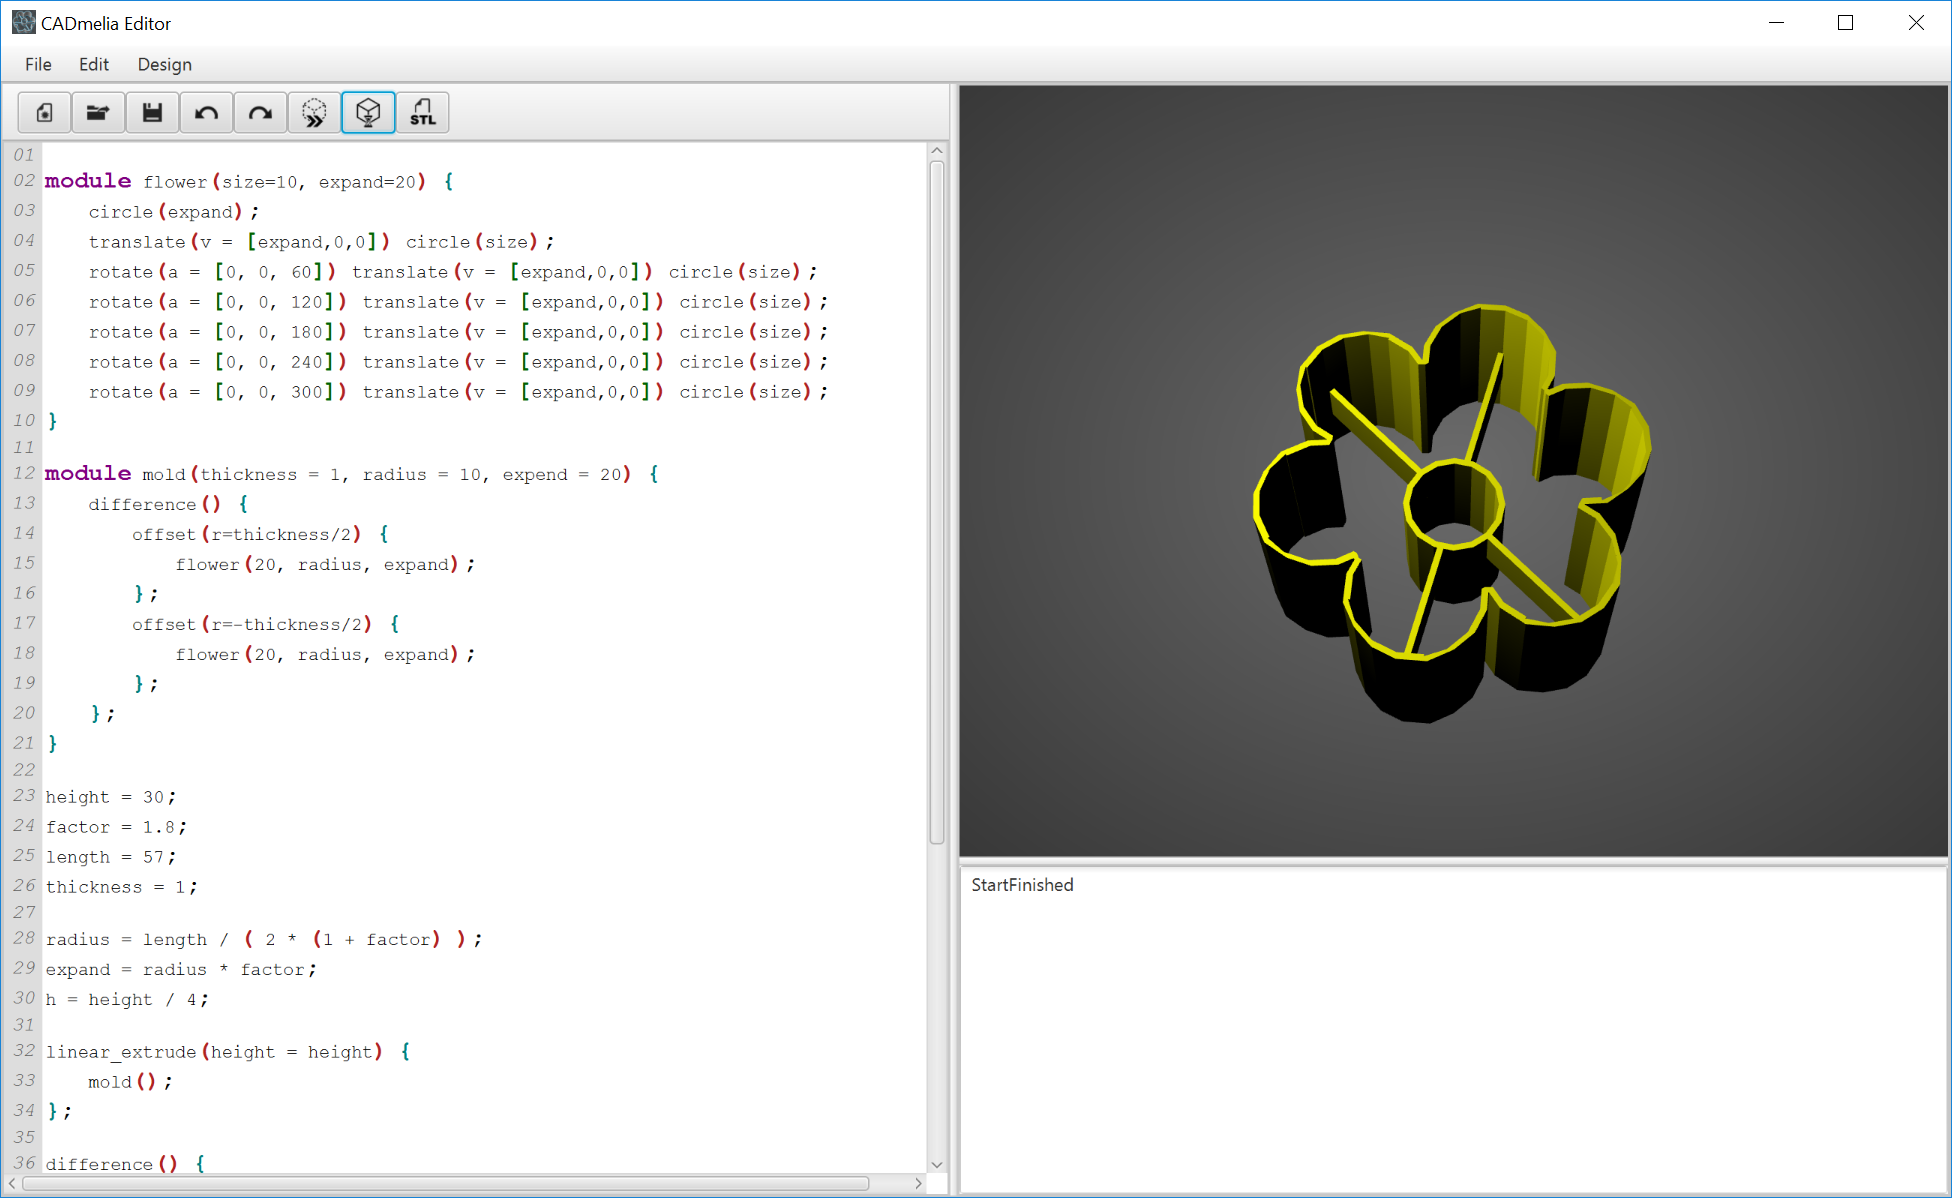 CADmelia Editor
File Edit Design
STL
01
02 module flower(size=10, expand=20) {
03     circle(expand);
04     translate(v = [expand,0,0]) circle(size);
05     rotate(a = [0, 0, 60]) translate(v = [expand,0,0]) circle(size);
06     rotate(a = [0, 0, 120]) translate(v = [expand,0,0]) circle(size);
07     rotate(a = [0, 0, 180]) translate(v = [expand,0,0]) circle(size);
08     rotate(a = [0, 0, 240]) translate(v = [expand,0,0]) circle(size);
09     rotate(a = [0, 0, 300]) translate(v = [expand,0,0]) circle(size);
10 }
11
12 module mold(thickness = 1, radius = 10, expend = 20) {
13     difference() {
14         offset(r=thickness/2) {
15             flower(20, radius, expand);
16         };
17         offset(r=-thickness/2) {
18             flower(20, radius, expand);
19         };
20     };
21 }
22
23 height = 30;
24 factor = 1.8;
25 length = 57;
26 thickness = 1;
27
28 radius = length / ( 2 * (1 + factor) );
29 expand = radius * factor;
30 h = height / 4;
31
32 linear_extrude(height = height) {
33     mold();
34 };
35
36 difference() {
StartFinished